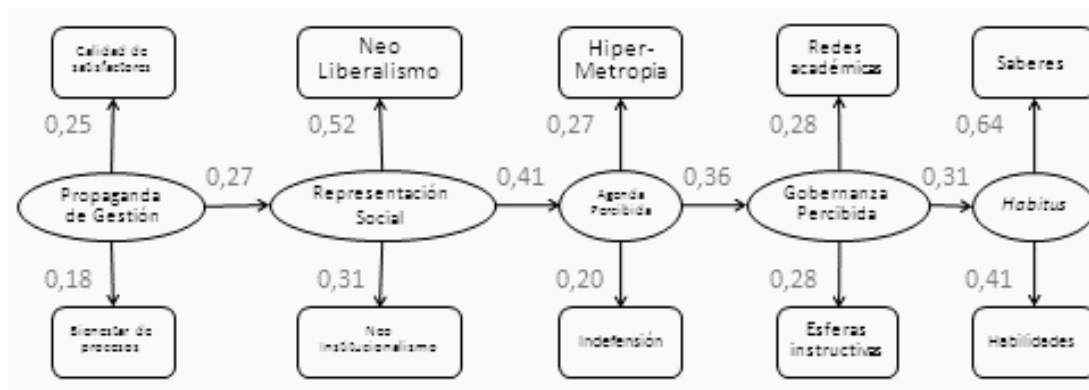 Calidad de
satisfactores
Neo
Liberalismo
Hiper-
Metropia
Redes
académicas
Saberes
0,25
0,52
0,27
0,28
0,64
Propaganda
de Gestión
0,27
Representación
Social
0,41
Agenda
Percibida
0,36
Gobernanza
Percibida
0,31
Habitus
0,18
0,31
0,20
0,28
0,41
Bienestar de
procesos
Neo
Institucionalismo
Indefensión
Esferas
instructivas
Habilidades